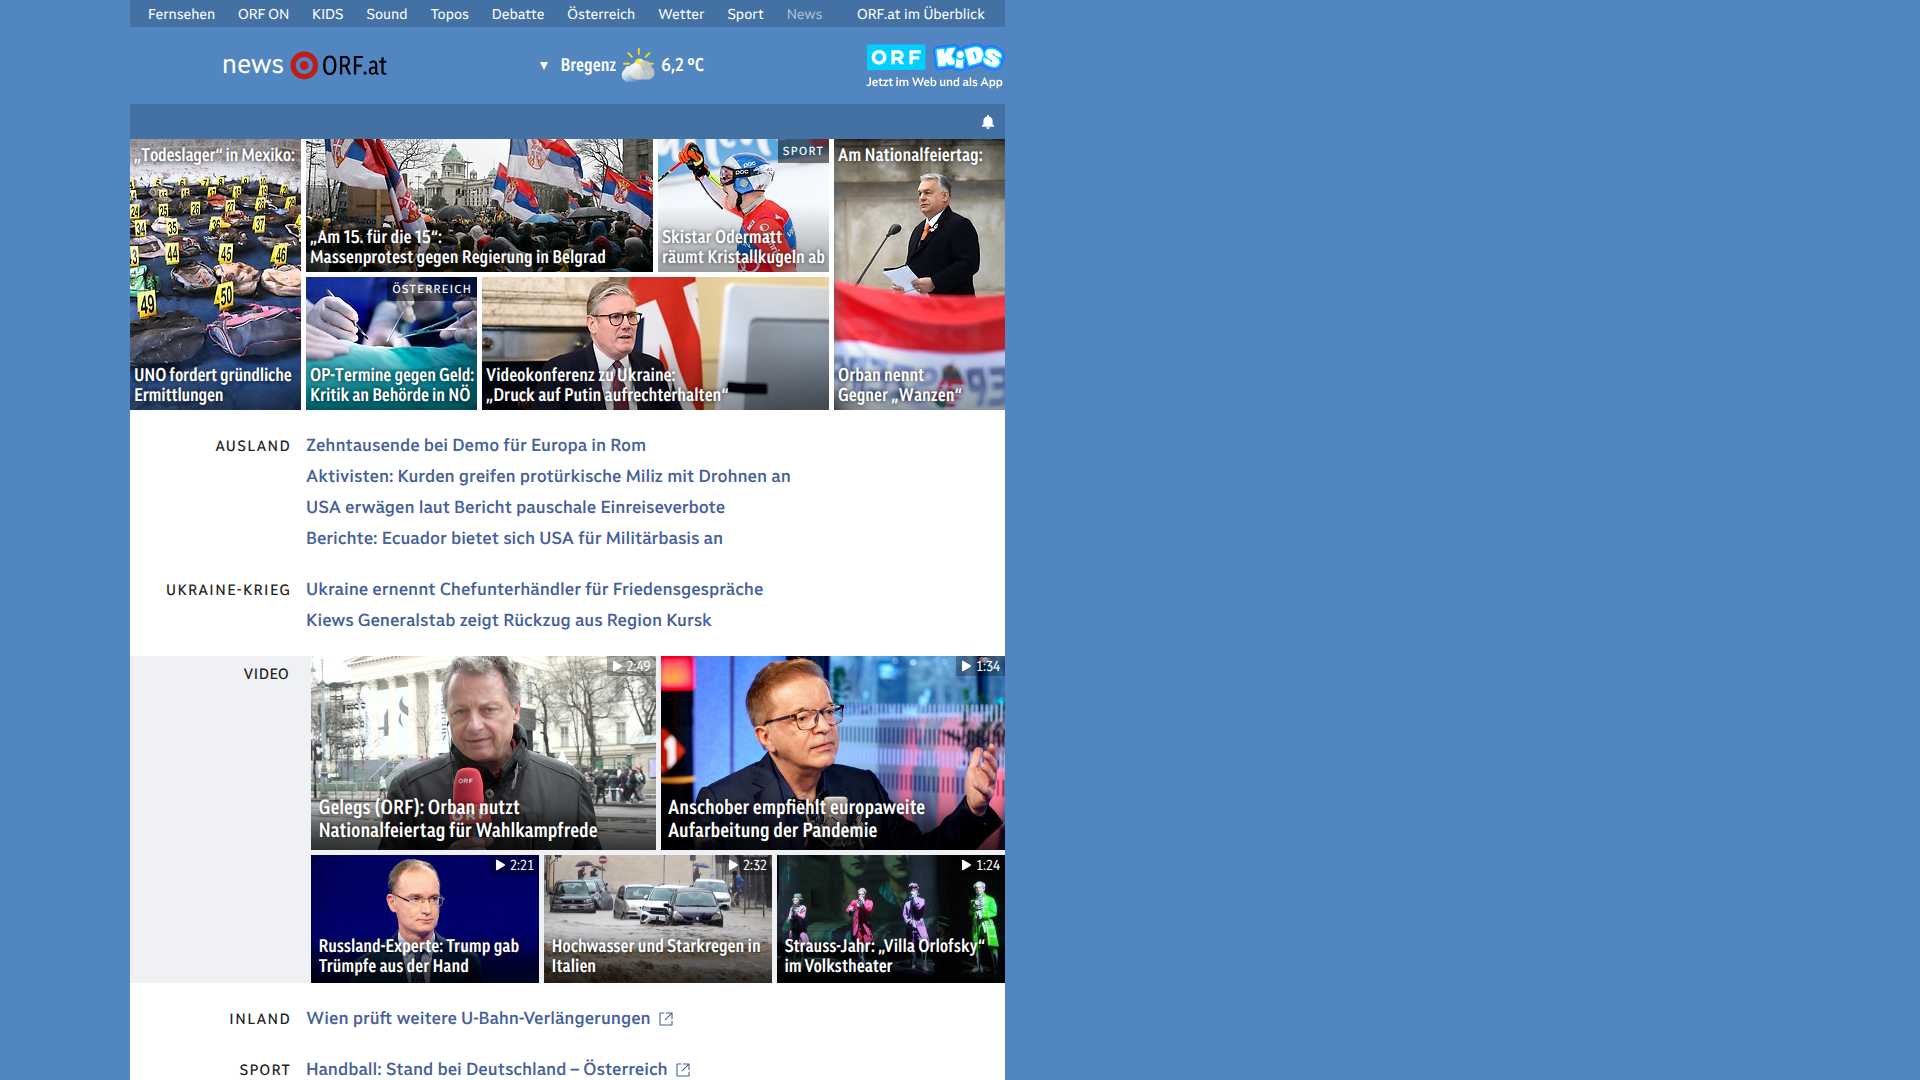 Fernsehen ORF ON KIDS Sound Topos Debatte Österreich Wetter Sport News ORF.at im Überblick
news ORF.at
▼ Bregenz 6,2 °C
ORF KiDS
Jetzt im Web und als App
„Todeslager“ in Mexiko:
UNO fordert gründliche
Ermittlungen
„Am 15. für die 15“:
Massenprotest gegen Regierung in Belgrad
SPORT
Skistar Odermatt
räumt Kristallkugeln ab
Am Nationalfeiertag:
Orban nennt
Gegner „Wanzen“
ÖSTERREICH
OP-Termine gegen Geld:
Kritik an Behörde in NÖ
Videokonferenz zu Ukraine:
„Druck auf Putin aufrechterhalten“
AUSLAND
Zehntausende bei Demo für Europa in Rom
Aktivisten: Kurden greifen protürkische Miliz mit Drohnen an
USA erwägen laut Bericht pauschale Einreiseverbote
Berichte: Ecuador bietet sich USA für Militärbasis an
UKRAINE-KRIEG
Ukraine ernennt Chefunterhändler für Friedensgespräche
Kiews Generalstab zeigt Rückzug aus Region Kursk
VIDEO
2:49
Gelegs (ORF): Orban nutzt
Nationalfeiertag für Wahlkampfrede
1:34
Anschober empfiehlt europaweite
Aufarbeitung der Pandemie
2:21
Russland-Experte: Trump gab
Trümpfe aus der Hand
2:32
Hochwasser und Starkregen in
Italien
1:24
Strauss-Jahr: „Villa Orlofsky“
im Volkstheater
INLAND
Wien prüft weitere U-Bahn-Verlängerungen
SPORT
Handball: Stand bei Deutschland – Österreich